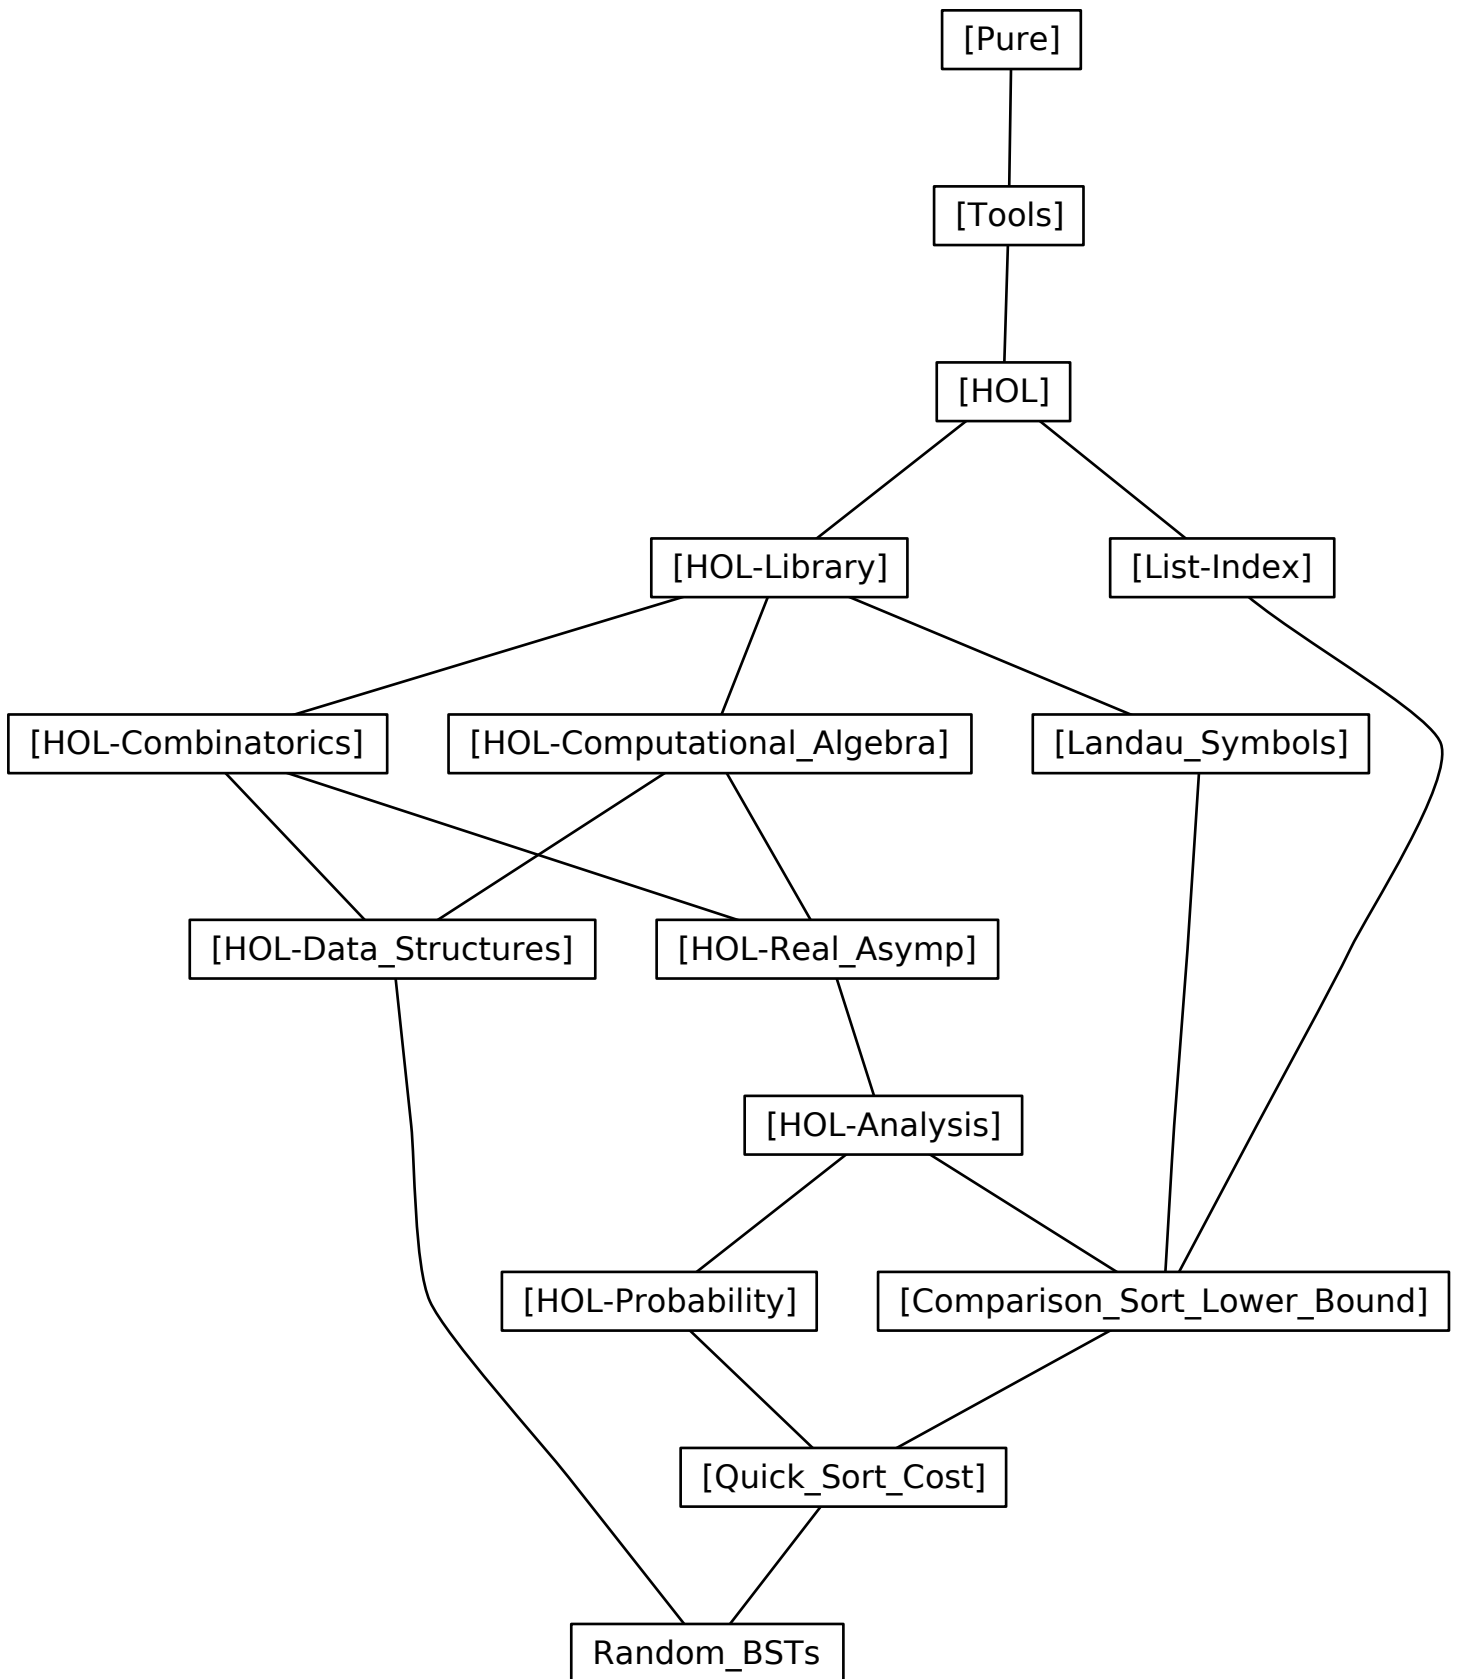 [Pure]
[Tools]
[HOL]
[HOL-Library]
[List-Index]
[HOL-Combinatorics]
[HOL-Computational_Algebra]
[Landau_Symbols]
[HOL-Data_Structures]
[HOL-Real_Asymp]
[HOL-Analysis]
[HOL-Probability]
[Comparison_Sort_Lower_Bound]
[Quick_Sort_Cost]
Random_BSTs